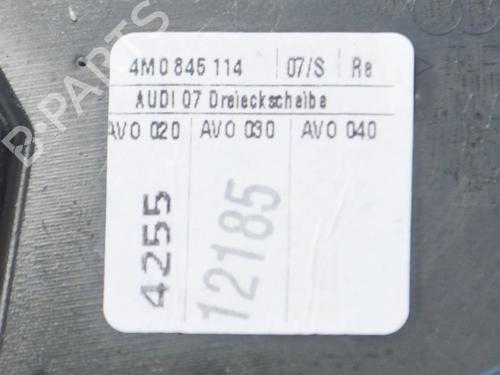 4M0 845 114 07/S Re
AUDI Q7 Dreieckscheibe
AVO 020 AVO 030 AVO 040
4255
12185
B-PARTS